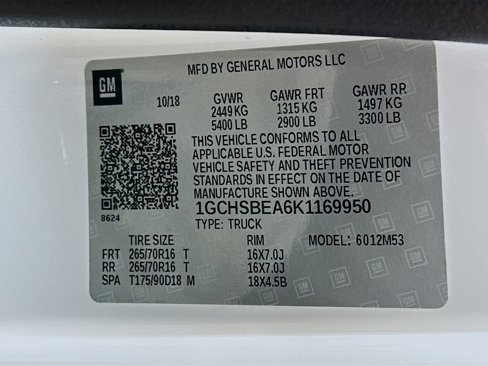 MFD BY GENERAL MOTORS LLC
GM
10/18 GVWR GAWR FRT GAWR RR
2449 KG 1315 KG 1497 KG
5400 LB 2900 LB 3300 LB
THIS VEHICLE CONFORMS TO ALL
APPLICABLE U.S. FEDERAL MOTOR
VEHICLE SAFETY AND THEFT PREVENTION
STANDARDS IN EFFECT ON THE DATE OF
MANUFACTURE SHOWN ABOVE.
8624
1GCHSBEA6K1169950
TYPE: TRUCK
TIRE SIZE RIM MODEL: 6012M53
FRT 265/70R16 T 16X7.0J
RR 265/70R16 T 16X7.0J
SPA T175/90D18 M 18X4.5B